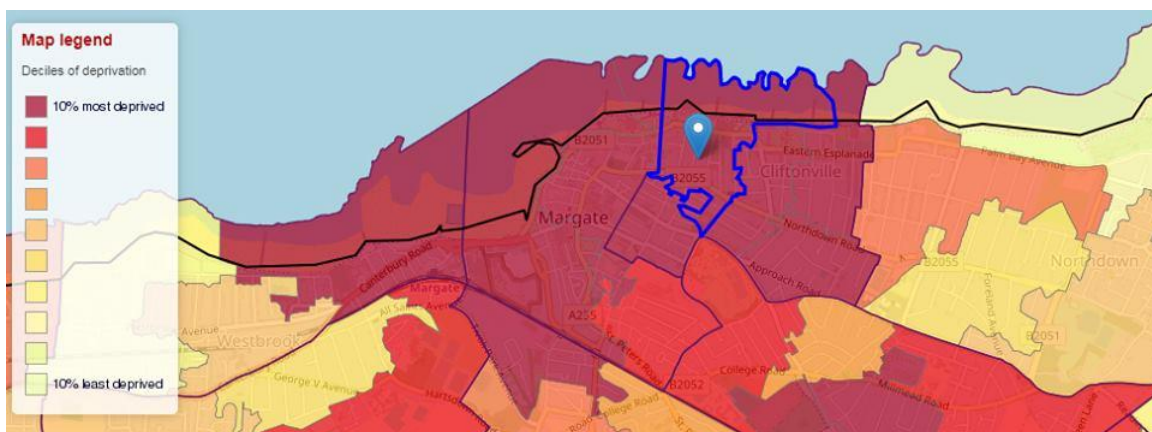 Map legend
Deciles of deprivation
10% most deprived
10% least deprived
B2051
Eastern Esplanade
Palm Bay Avenue
B2055
Cliftonville
Margate
Northdown Road
Canterbury Road
Approach Road
B2055
Northdown
Foreland Avenue
Margate
All Saints Avenue
A255
Avenue
Westbrook
St. Peters Road
B2051
George V Avenue
College Road
B2052
Millmead Road
College Road